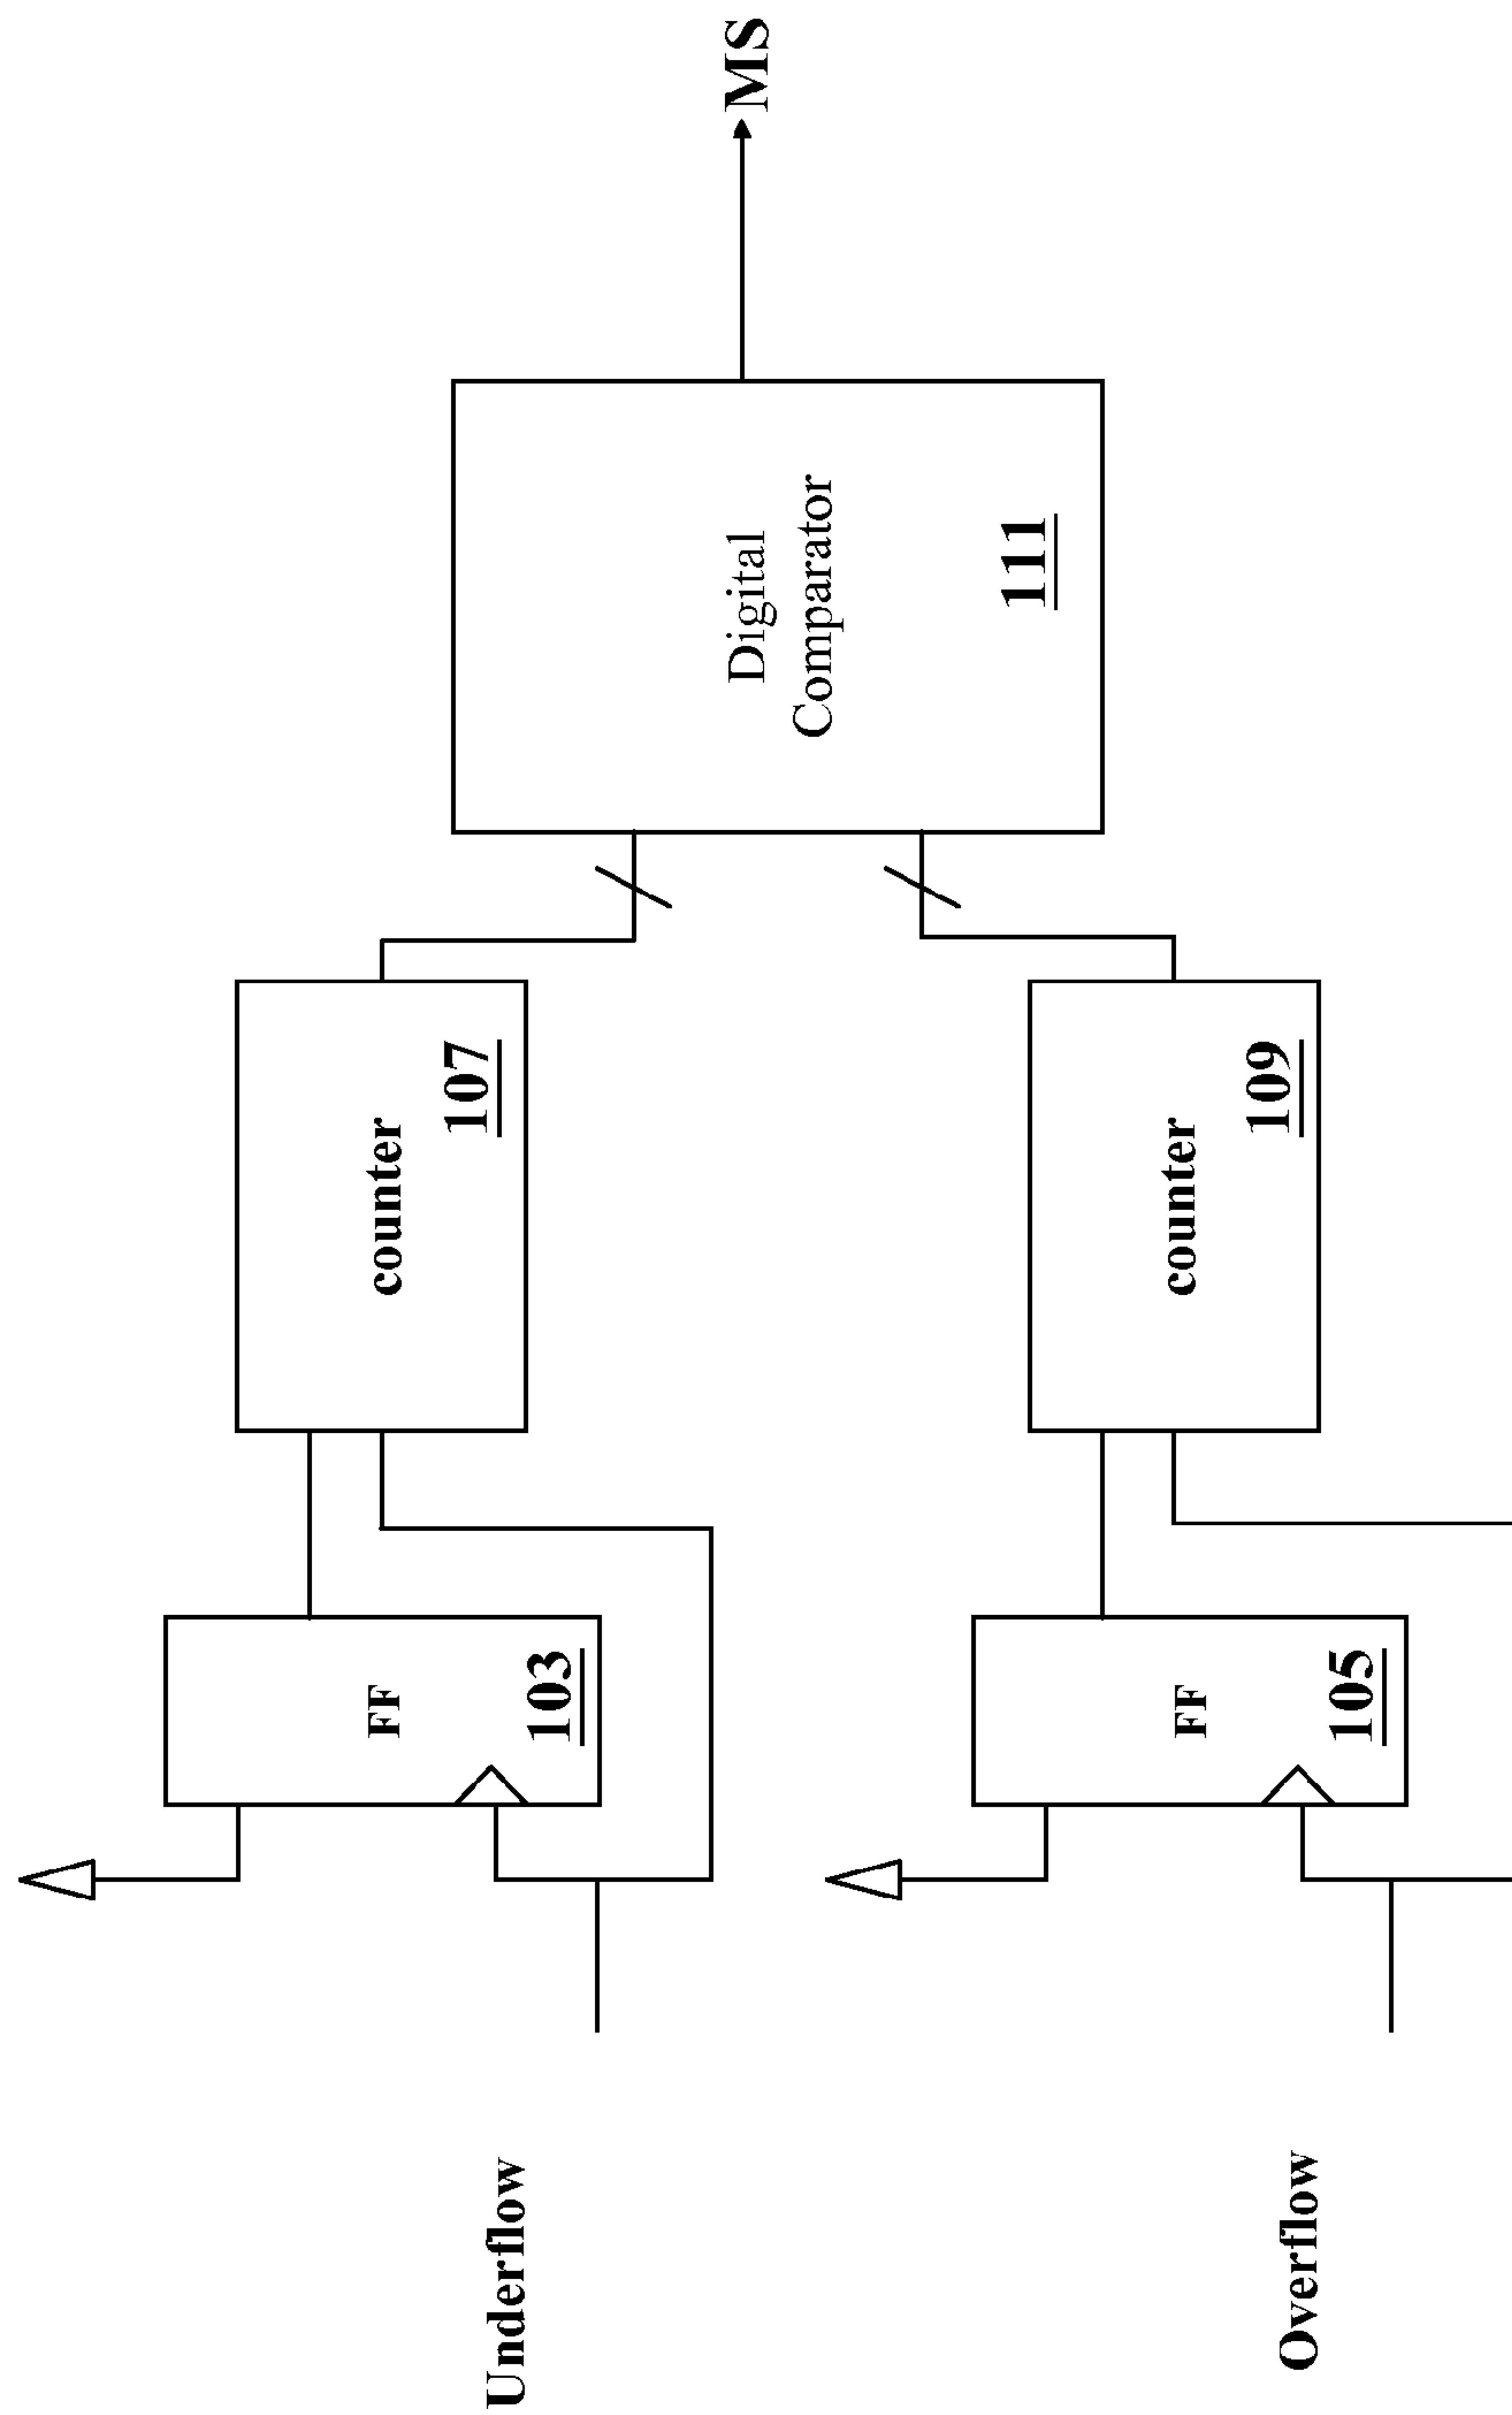 Underflow
FF
103
counter
107
Digital
Comparator
111
MS
Overflow
FF
105
counter
109